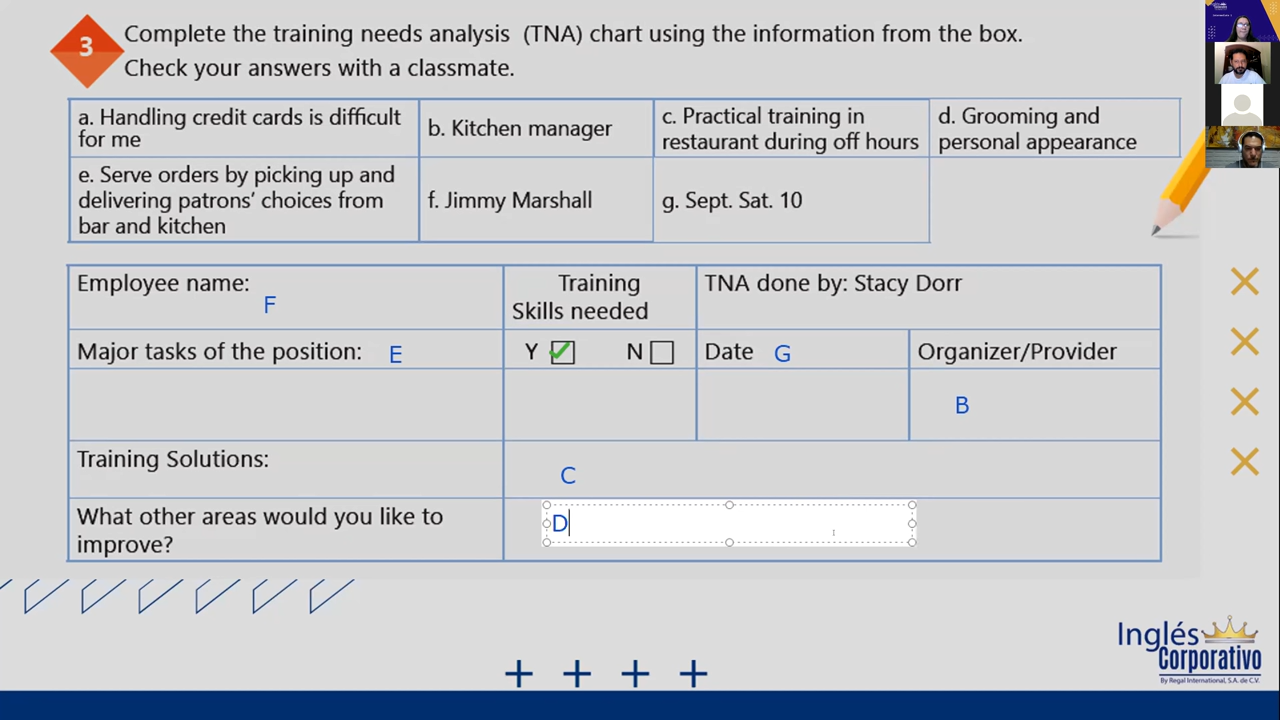 3
Complete the training needs analysis (TNA) chart using the information from the box.
Check your answers with a classmate.
a. Handling credit cards is difficult
for me
b. Kitchen manager
c. Practical training in
restaurant during off hours
d. Grooming and
personal appearance
e. Serve orders by picking up and
delivering patrons’ choices from
bar and kitchen
f. Jimmy Marshall
g. Sept. Sat. 10
Employee name:
F
Training
Skills needed
TNA done by: Stacy Dorr
Major tasks of the position: E
Y N
Date G
Organizer/Provider
B
Training Solutions:
C
What other areas would you like to
improve?
D
Inglés
Corporativo
By Regal International, S.A. de C.V.